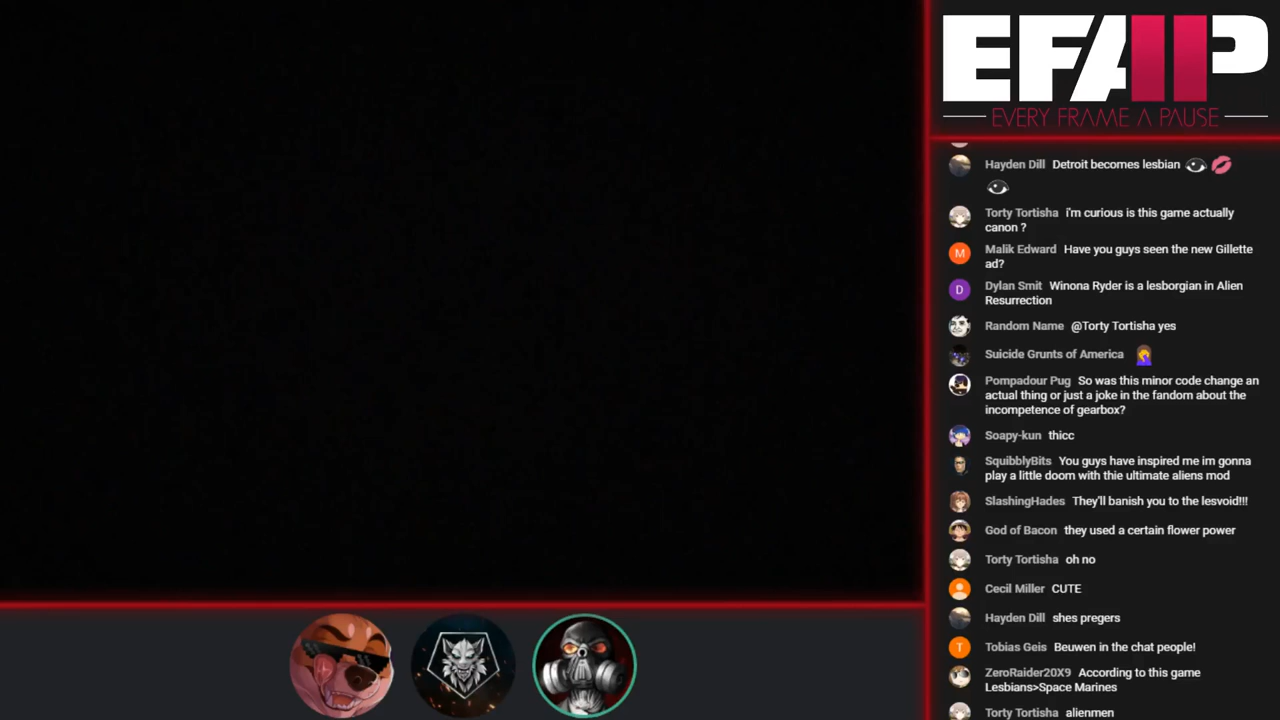 EFAP
EVERY FRAME A PAUSE
Hayden Dill Detroit becomes lesbian 👁️💋
👁️
Torty Tortisha i'm curious is this game actually
canon ?
M
Malik Edward Have you guys seen the new Gillette
ad?
D
Dylan Smit Winona Ryder is a lesborgian in Alien
Resurrection
Random Name @Torty Tortisha yes
Suicide Grunts of America 🤦‍♀️
Pompadour Pug So was this minor code change an
actual thing or just a joke in the fandom about the
incompetence of gearbox?
Soapy-kun thicc
SquibblyBits You guys have inspired me im gonna
play a little doom with thie ultimate aliens mod
SlashingHades They'll banish you to the lesvoid!!!
God of Bacon they used a certain flower power
Torty Tortisha oh no
Cecil Miller CUTE
Hayden Dill shes pregers
T
Tobias Geis Beuwen in the chat people!
ZeroRaider20X9 According to this game
Lesbians>Space Marines
Torty Tortisha alienmen